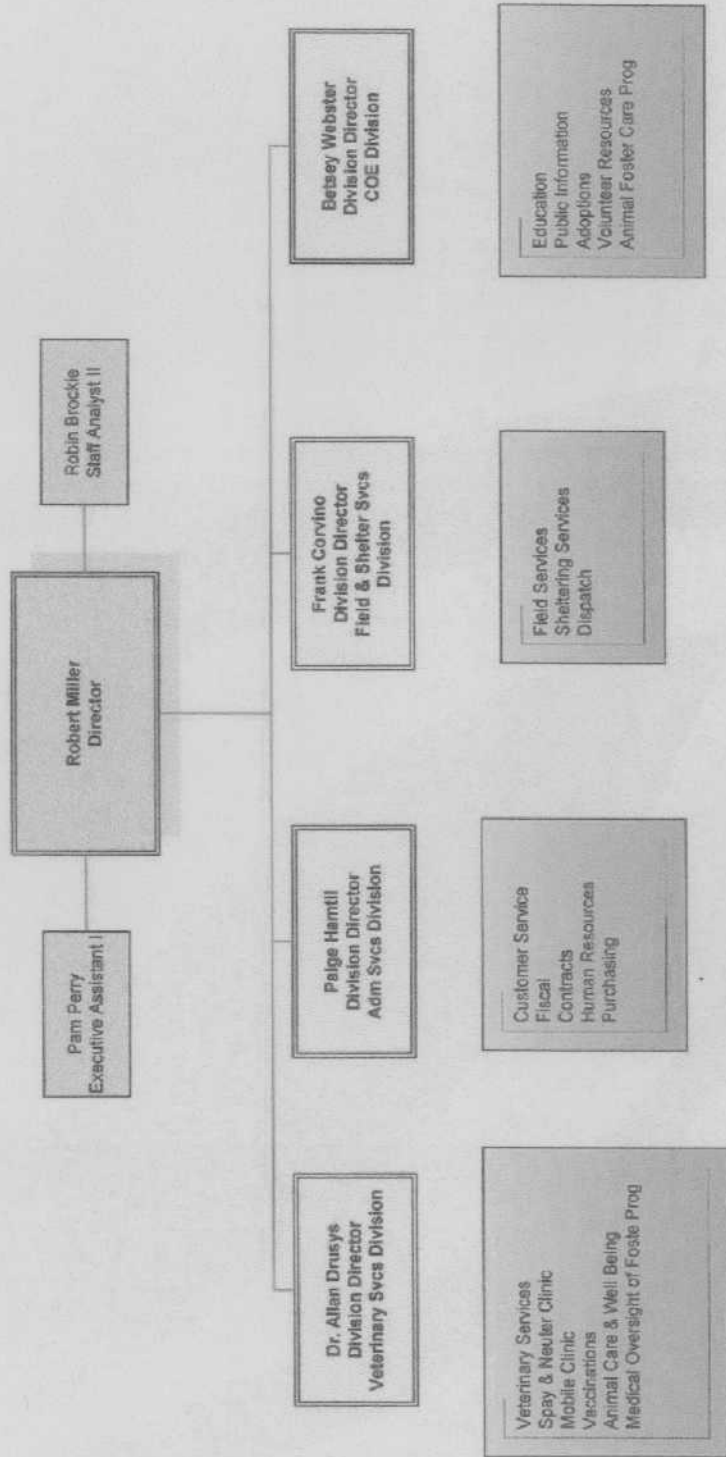 Robert Miller
Director
Pam Perry
Executive Assistant I
Robin Brockie
Staff Analyst II
Dr. Allan Drusys
Division Director
Veterinary Svcs Division
Paige Hamtil
Division Director
Adm Svcs Division
Frank Corvino
Division Director
Field & Shelter Svcs
Division
Betsey Webster
Division Director
COE Division
Veterinary Services
Spay & Neuter Clinic
Mobile Clinic
Vaccinations
Animal Care & Well Being
Medical Oversight of Foste Prog
Customer Service
Fiscal
Contracts
Human Resources
Purchasing
Field Services
Sheltering Services
Dispatch
Education
Public Information
Adoptions
Volunteer Resources
Animal Foster Care Prog